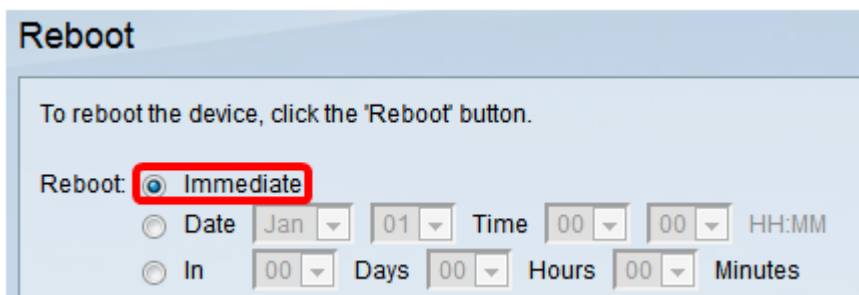 Reboot
To reboot the device, click the 'Reboot' button.
Reboot: Immediate
Date Jan 01 Time 00 00 HH:MM
In 00 Days 00 Hours 00 Minutes